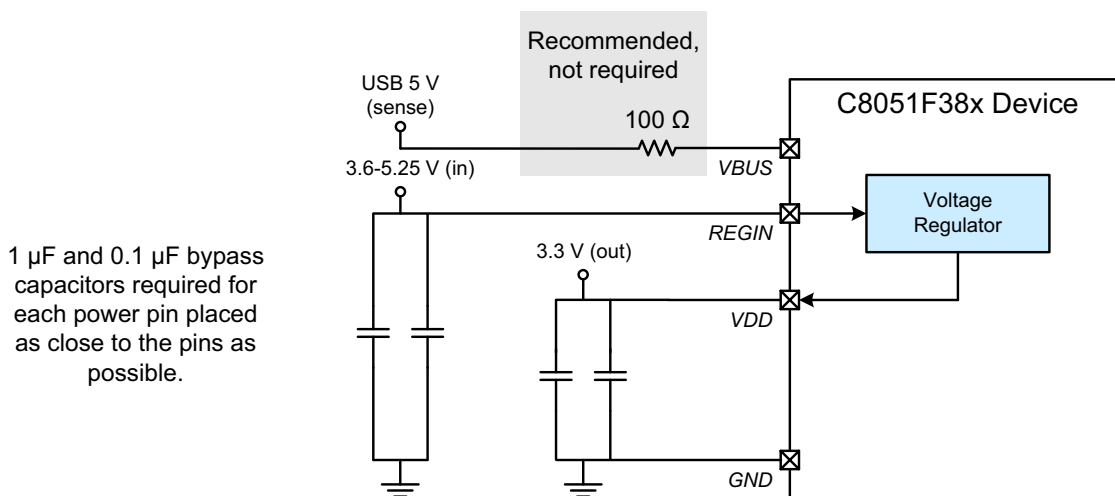 Recommended,
not required
USB 5 V
(sense)
C8051F38x Device
100 Ω
VBUS
3.6-5.25 V (in)
Voltage
Regulator
REGIN
1 µF and 0.1 µF bypass
capacitors required for
each power pin placed
as close to the pins as
possible.
3.3 V (out)
VDD
GND